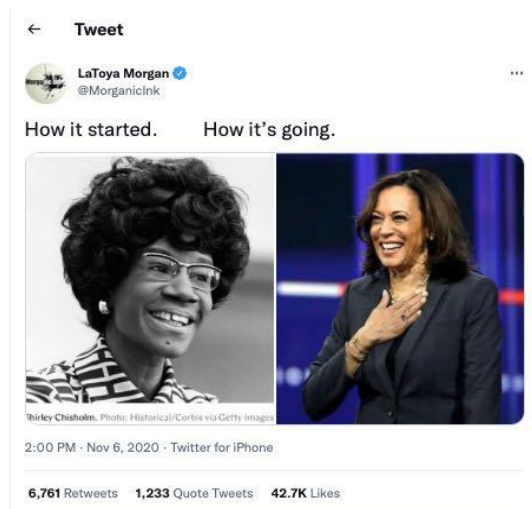 ← Tweet
LaToya Morgan
@MorganicInk
How it started. How it’s going.
hirley Chisholm. Photo: Historical/Corbis via Getty Images
2:00 PM · Nov 6, 2020 · Twitter for iPhone
6,761 Retweets 1,233 Quote Tweets 42.7K Likes